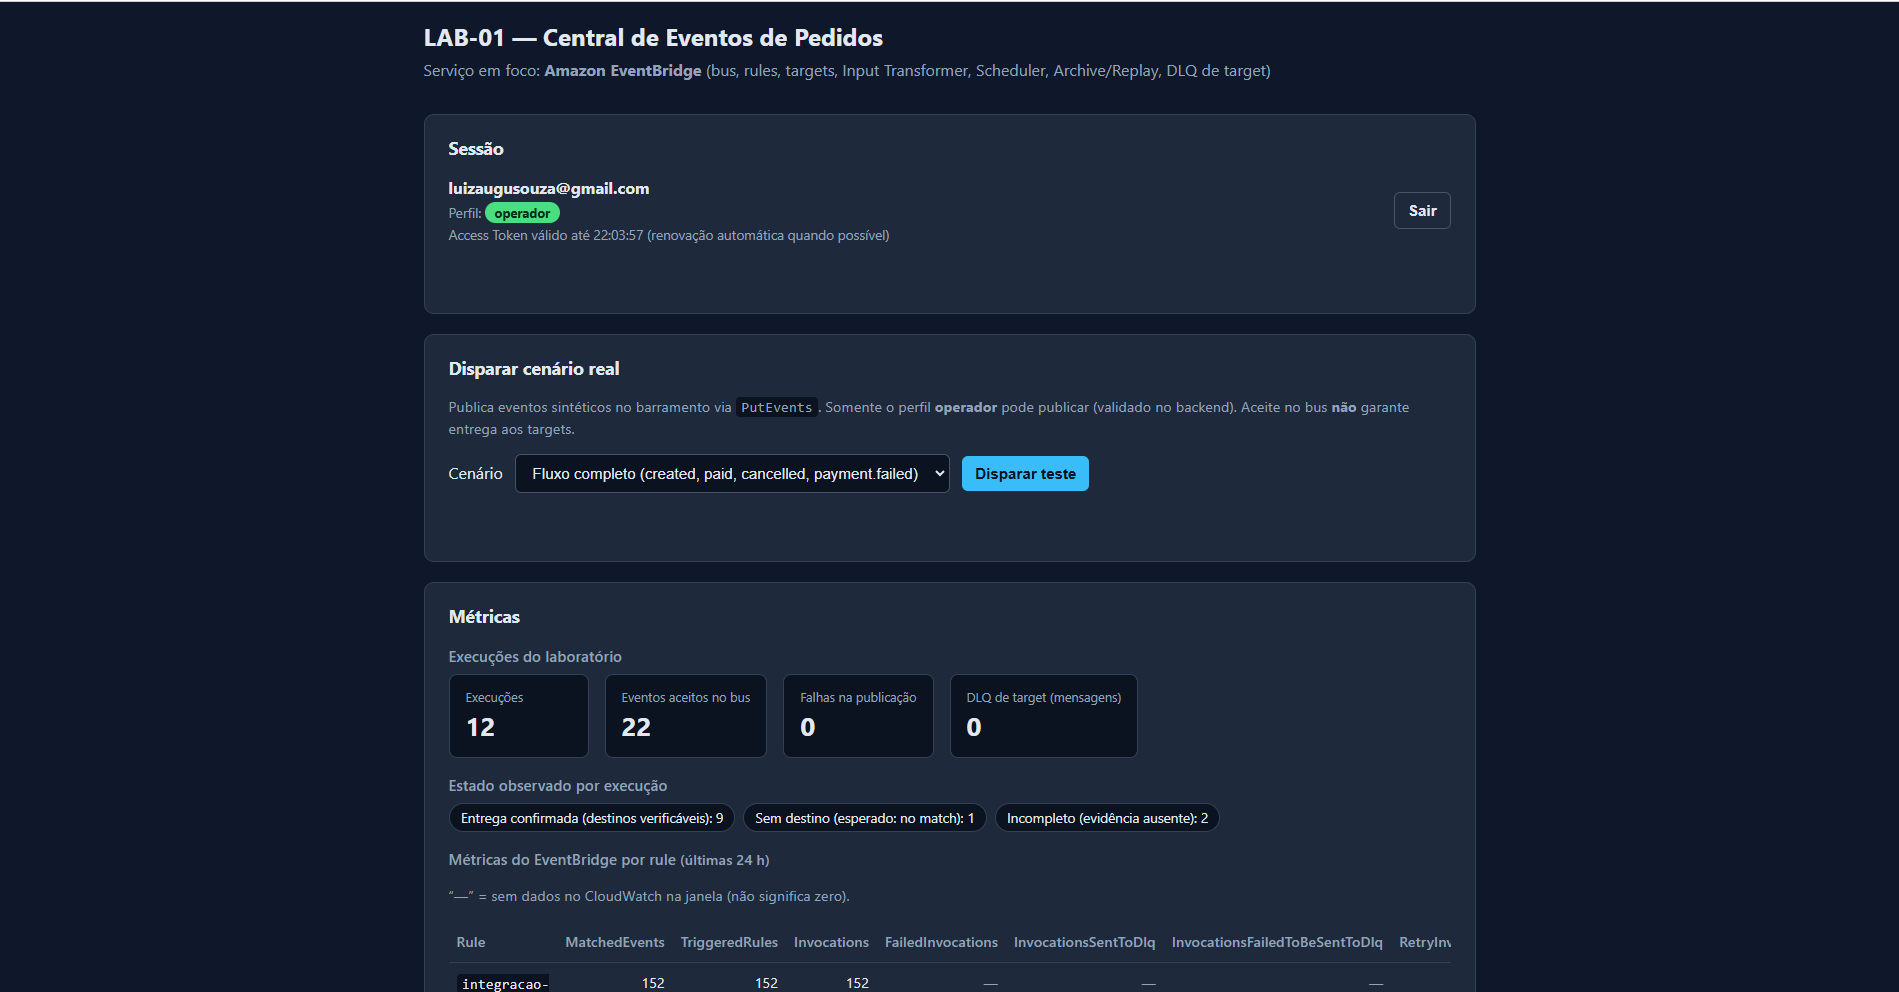 LAB-01 — Central de Eventos de Pedidos
Serviço em foco: Amazon EventBridge (bus, rules, targets, Input Transformer, Scheduler, Archive/Replay, DLQ de target)
Sessão
luizaugusouza@gmail.com
Perfil: operador
Access Token válido até 22:03:57 (renovação automática quando possível)
Sair
Disparar cenário real
Publica eventos sintéticos no barramento via PutEvents. Somente o perfil operador pode publicar (validado no backend). Aceite no bus não garante
entrega aos targets.
Cenário Fluxo completo (created, paid, cancelled, payment.failed) Disparar teste
Métricas
Execuções do laboratório
Execuções Eventos aceitos no bus Falhas na publicação DLQ de target (mensagens)
12 22 0 0
Estado observado por execução
Entrega confirmada (destinos verificáveis): 9 Sem destino (esperado: no match): 1 Incompleto (evidência ausente): 2
Métricas do EventBridge por rule (últimas 24 h)
“—” = sem dados no CloudWatch na janela (não significa zero).
Rule MatchedEvents TriggeredRules Invocations FailedInvocations InvocationsSentToDlq InvocationsFailedToBeSentToDlq RetryInv
integracao- 152 152 152 — — —